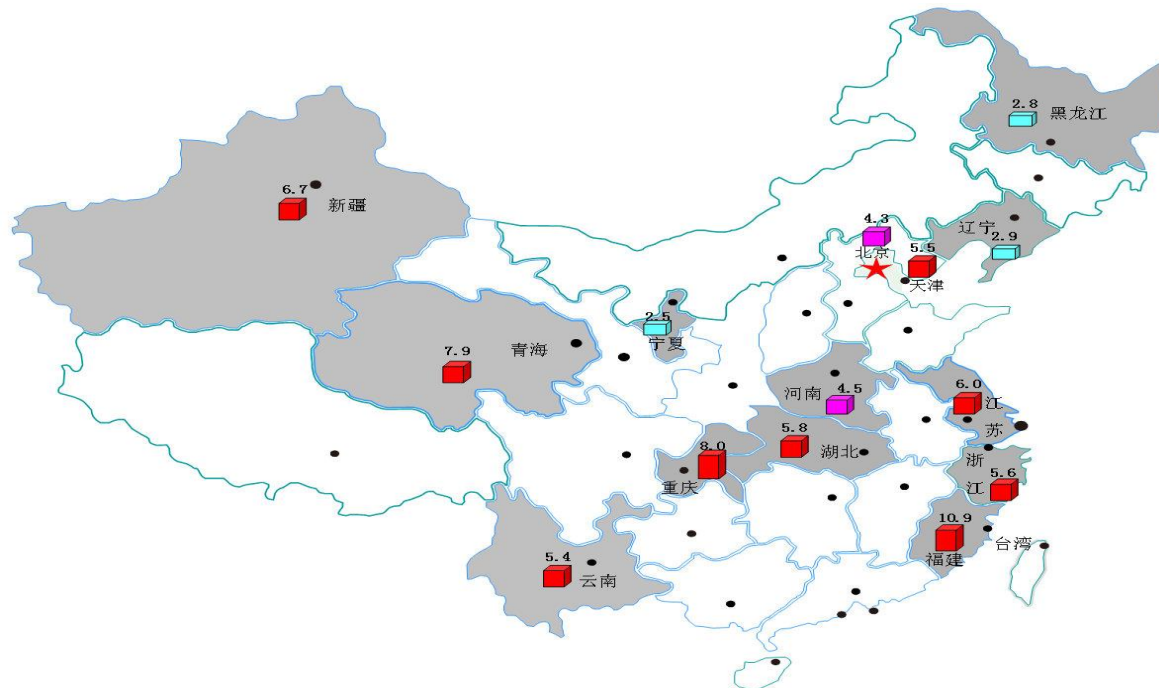 2.8
黑龙江
6.7
新疆
4.3
北京
辽宁
2.9
5.5
天津
2.5
宁夏
7.9
青海
河南
4.5
6.0
江
苏
5.8
湖北
8.0
重庆
浙
5.6
江
10.9
福建
台湾
5.4
云南